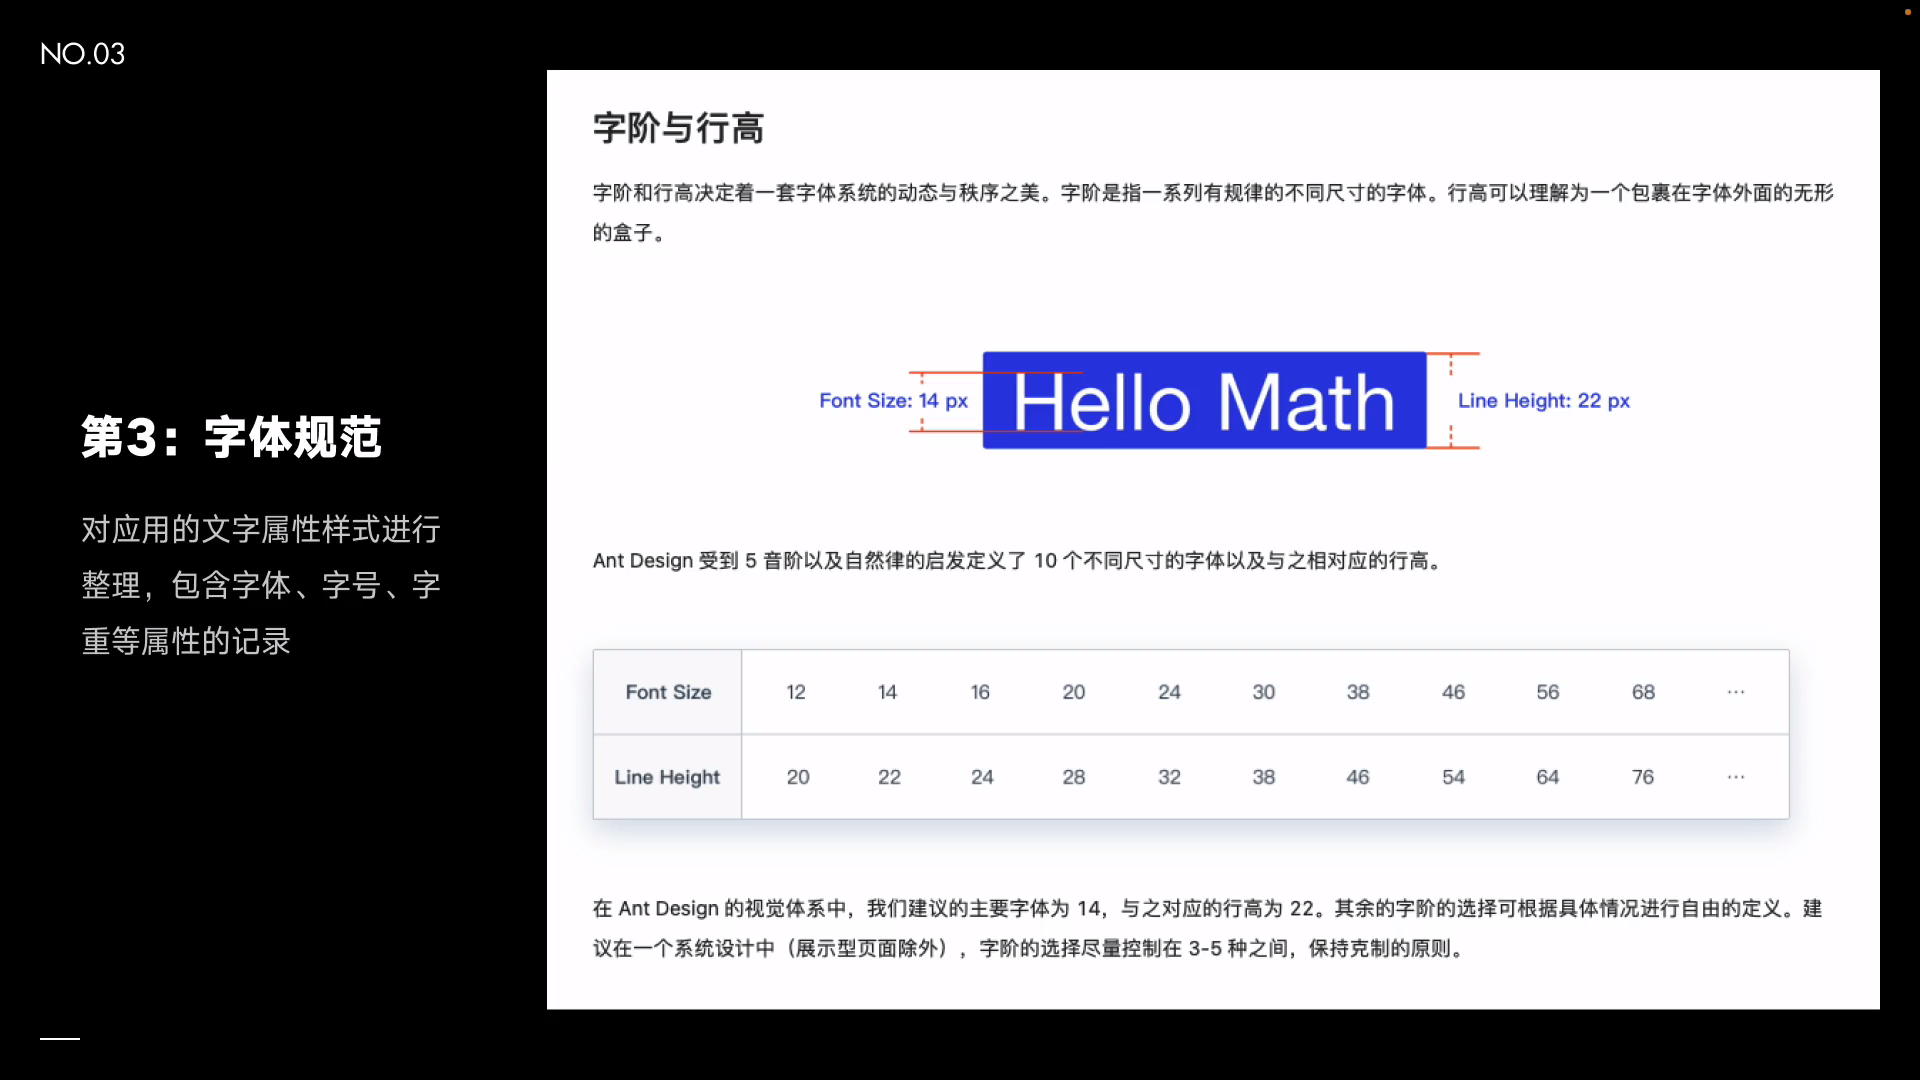 NO.03
第3：字体规范
对应用的文字属性样式进行
整理，包含字体、字号、字
重等属性的记录
字阶与行高
字阶和行高决定着一套字体系统的动态与秩序之美。字阶是指一系列有规律的不同尺寸的字体。行高可以理解为一个包裹在字体外面的无形
的盒子。
Font Size: 14 px Hello Math Line Height: 22 px
Ant Design 受到 5 音阶以及自然律的启发定义了 10 个不同尺寸的字体以及与之相对应的行高。
Font Size 12 14 16 20 24 30 38 46 56 68 ···
Line Height 20 22 24 28 32 38 46 54 64 76 ···
在 Ant Design 的视觉体系中，我们建议的主要字体为 14，与之对应的行高为 22。其余的字阶的选择可根据具体情况进行自由的定义。建
议在一个系统设计中（展示型页面除外），字阶的选择尽量控制在 3-5 种之间，保持克制的原则。